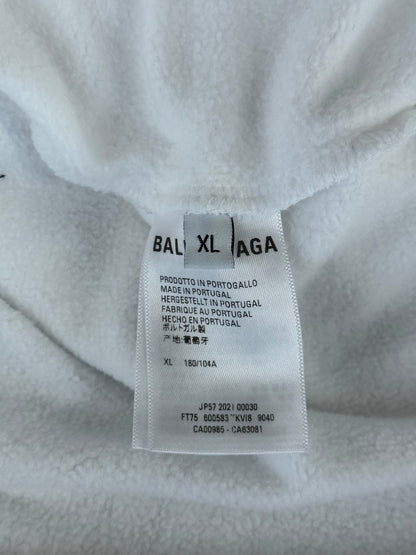 BAL XL AGA
PRODOTTO IN PORTOGALLO
MADE IN PORTUGAL
HERGESTELLT IN PORTUGAL
FABRIQUE AU PORTUGAL
HECHO EN PORTUGAL
ポルトガル製
产地:葡萄牙
XL 180/104A
JP57 2021 00030
FT75 600583 KVI8 9040
CA00985 - CA63081